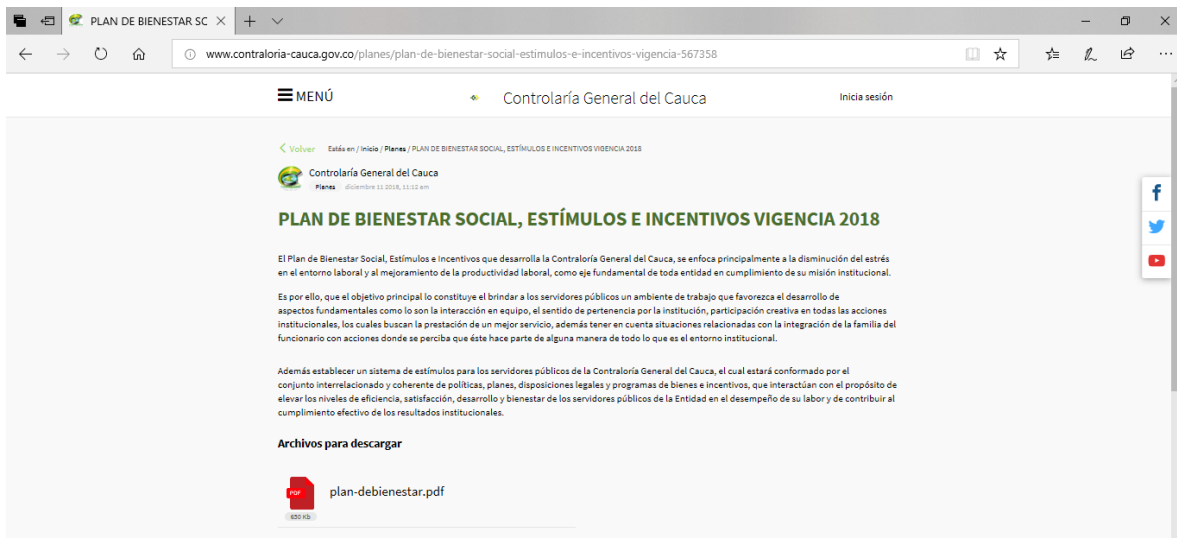 PLAN DE BIENESTAR SC
www.contraloria-cauca.gov.co/planes/plan-de-bienestar-social-estimulos-e-incentivos-vigencia-567358
MENÚ
Controlaría General del Cauca
Inicia sesión
Volver Estás en / Inicio / Planes / PLAN DE BIENESTAR SOCIAL, ESTÍMULOS E INCENTIVOS VIGENCIA 2018
Controlaría General del Cauca
Planes diciembre 11 2018, 11:12 am
PLAN DE BIENESTAR SOCIAL, ESTÍMULOS E INCENTIVOS VIGENCIA 2018
El Plan de Bienestar Social, Estímulos e Incentivos que desarrolla la Contraloría General del Cauca, se enfoca principalmente a la disminución del estrés
en el entorno laboral y al mejoramiento de la productividad laboral, como eje fundamental de toda entidad en cumplimiento de su misión institucional.
Es por ello, que el objetivo principal lo constituye el brindar a los servidores públicos un ambiente de trabajo que favorezca el desarrollo de
aspectos fundamentales como lo son la interacción en equipo, el sentido de pertenencia por la institución, participación creativa en todas las acciones
institucionales, los cuales buscan la prestación de un mejor servicio, además tener en cuenta situaciones relacionadas con la integración de la familia del
funcionario con acciones donde se perciba que éste hace parte de alguna manera de todo lo que es el entorno institucional.
Además establecer un sistema de estímulos para los servidores públicos de la Contraloría General del Cauca, el cual estará conformado por el
conjunto interrelacionado y coherente de políticas, planes, disposiciones legales y programas de bienes e incentivos, que interactúan con el propósito de
elevar los niveles de eficiencia, satisfacción, desarrollo y bienestar de los servidores públicos de la Entidad en el desempeño de su labor y de contribuir al
cumplimiento efectivo de los resultados institucionales.
Archivos para descargar
PDF
plan-debienestar.pdf
850 Kb